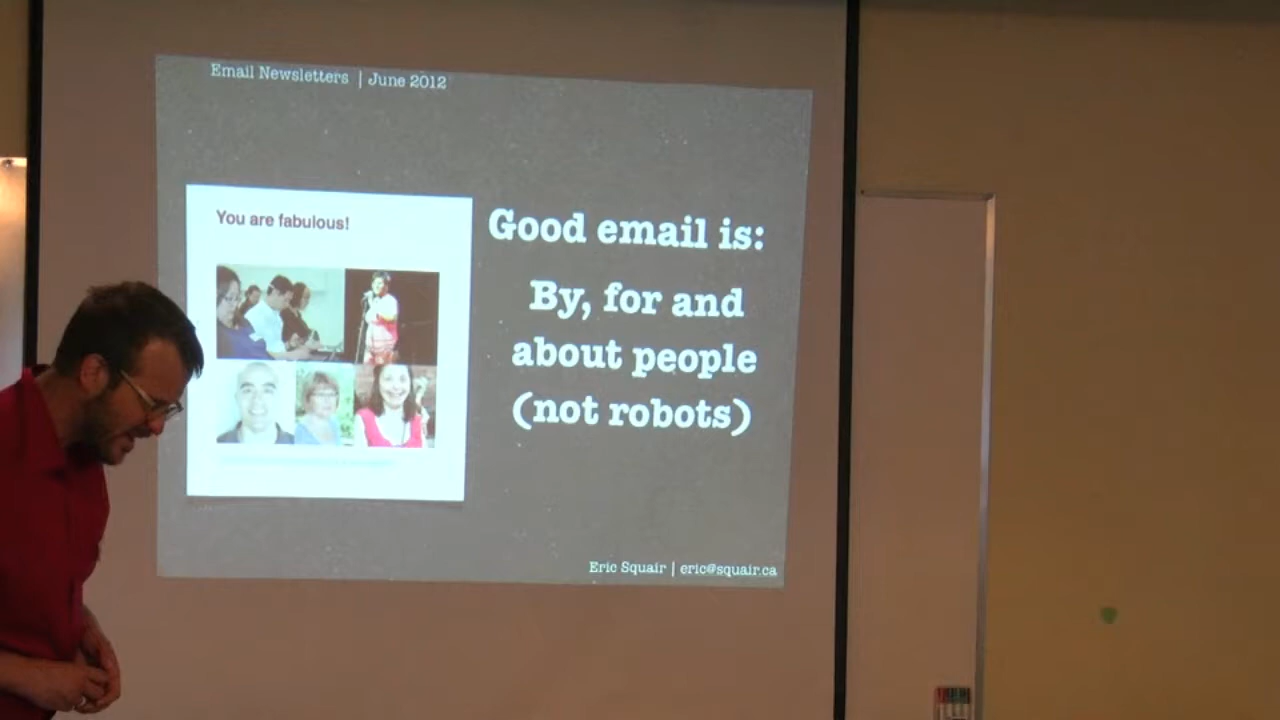 Email Newsletters | June 2012
You are fabulous!
Good email is:
By, for and
about people
(not robots)
Eric Squair | eric@squair.ca